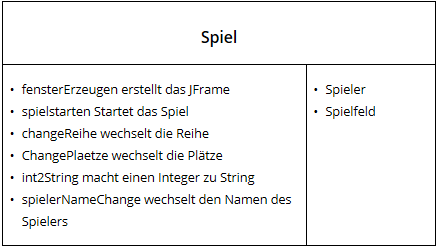 Spiel
• fensterErzeugen erstellt das JFrame
• spielstarten Startet das Spiel
• changeReihe wechselt die Reihe
• ChangePlaetze wechselt die Plätze
• int2String macht einen Integer zu String
• spielerNameChange wechselt den Namen des
Spielers
• Spieler
• Spielfeld